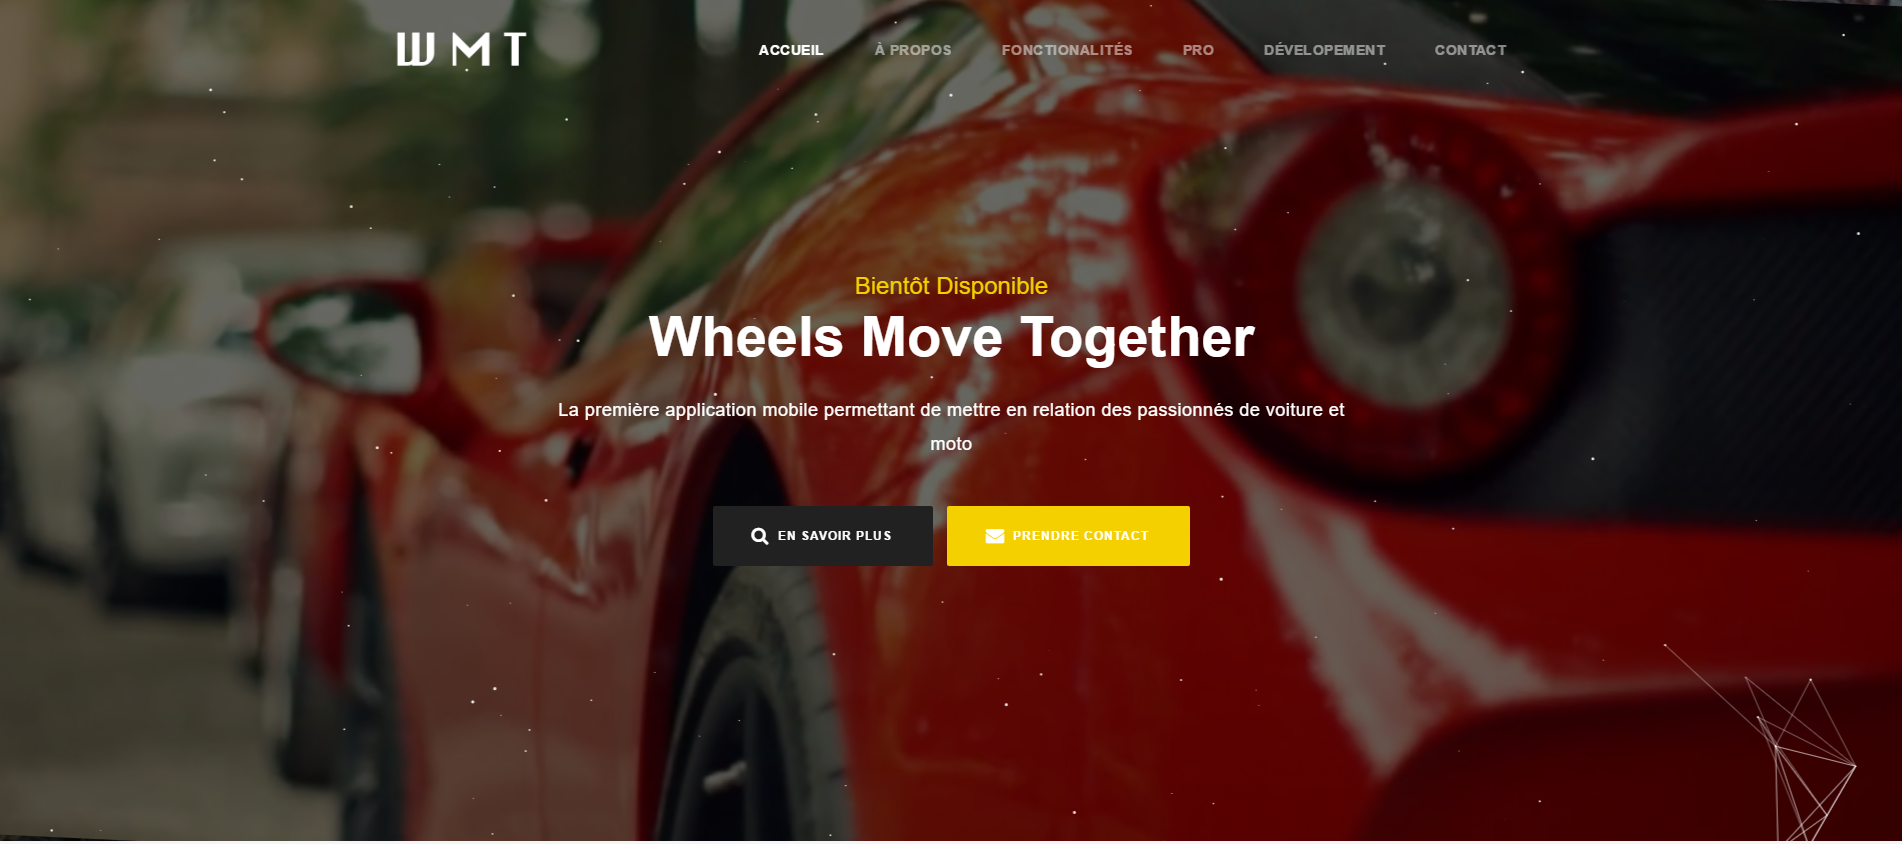 WMT
ACCUEIL
À PROPOS
FONCTIONALITÉS
PRO
DÉVELOPEMENT
CONTACT
Bientôt Disponible
Wheels Move Together
La première application mobile permettant de mettre en relation des passionnés de voiture et
moto
EN SAVOIR PLUS
PRENDRE CONTACT